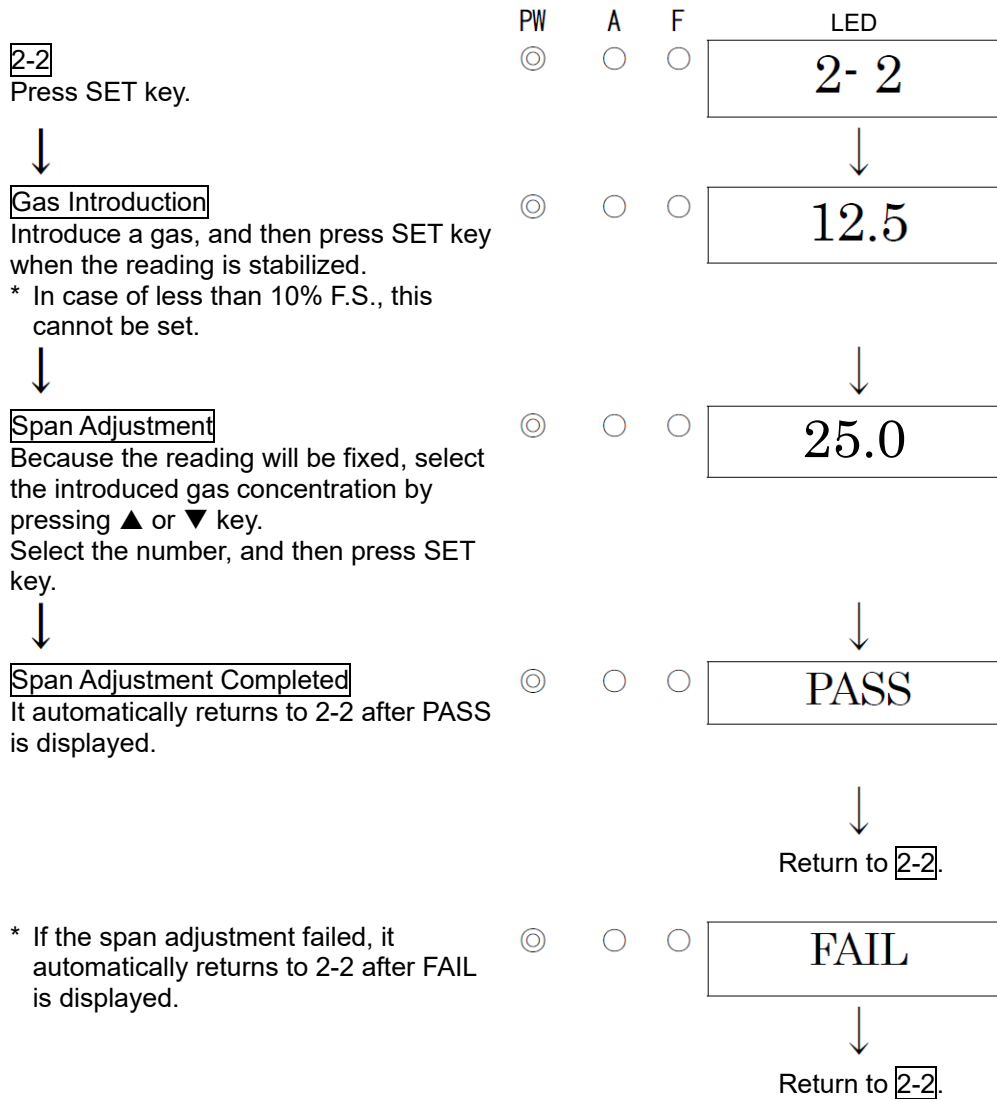 PW A F LED
2-2
Press SET key.
◎ ○ ○ 2- 2
↓ ↓
Gas Introduction
Introduce a gas, and then press SET key
when the reading is stabilized.
* In case of less than 10% F.S., this
cannot be set.
◎ ○ ○ 12.5
↓ ↓
Span Adjustment
Because the reading will be fixed, select
the introduced gas concentration by
pressing ▲ or ▼ key.
Select the number, and then press SET
key.
◎ ○ ○ 25.0
↓ ↓
Span Adjustment Completed
It automatically returns to 2-2 after PASS
is displayed.
◎ ○ ○ PASS
↓
Return to 2-2.
* If the span adjustment failed, it
automatically returns to 2-2 after FAIL
is displayed.
◎ ○ ○ FAIL
↓
Return to 2-2.